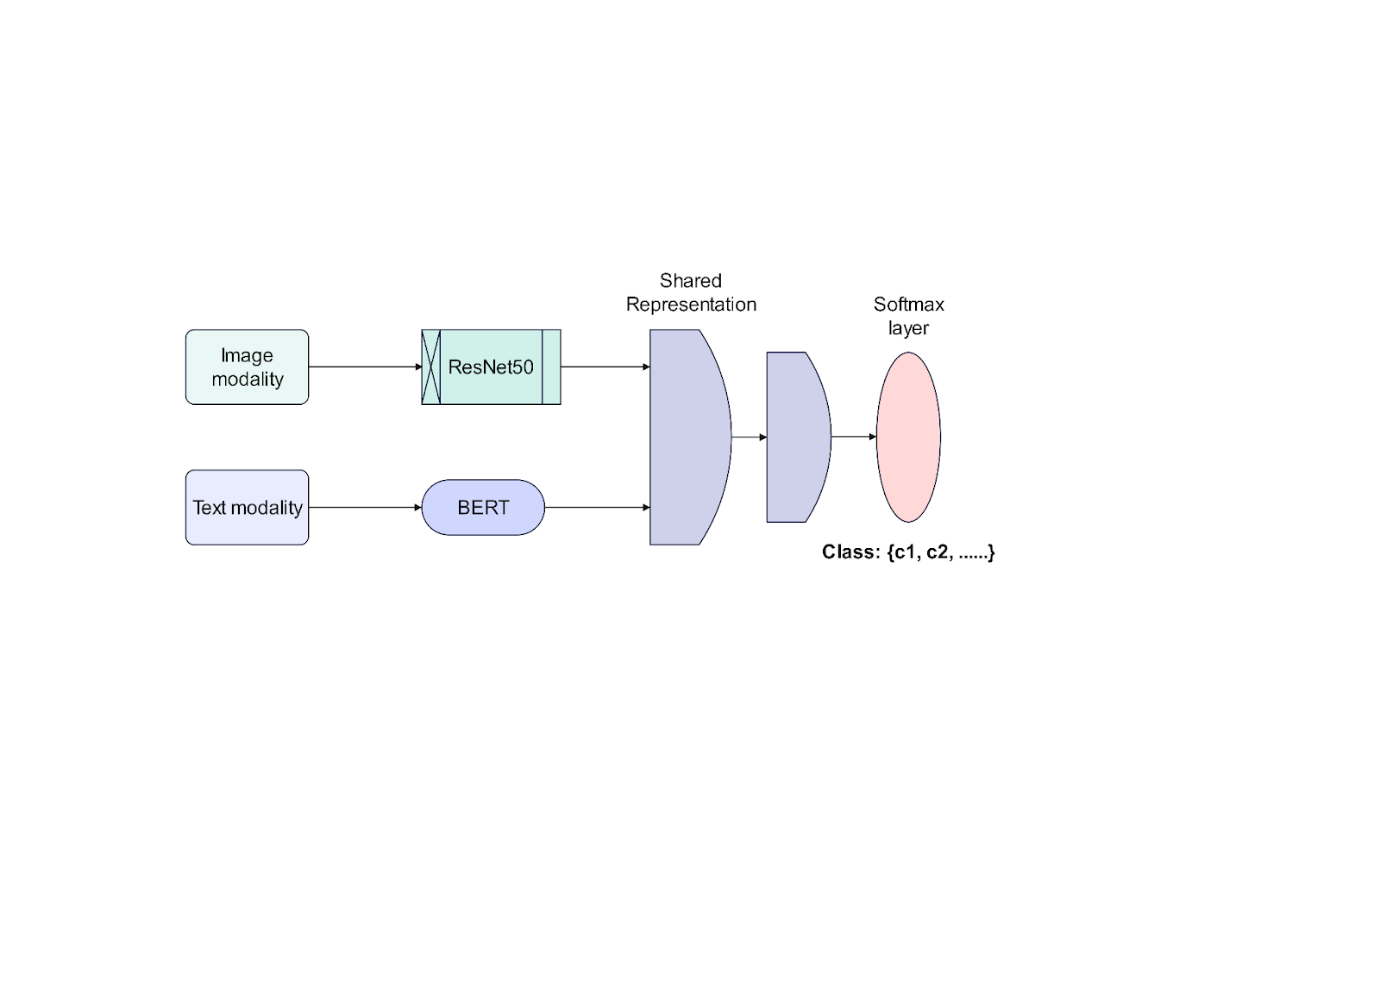 Shared
Representation
Softmax
layer
Image
modality
ResNet50
Text modality
BERT
Class: {c1, c2, ......}